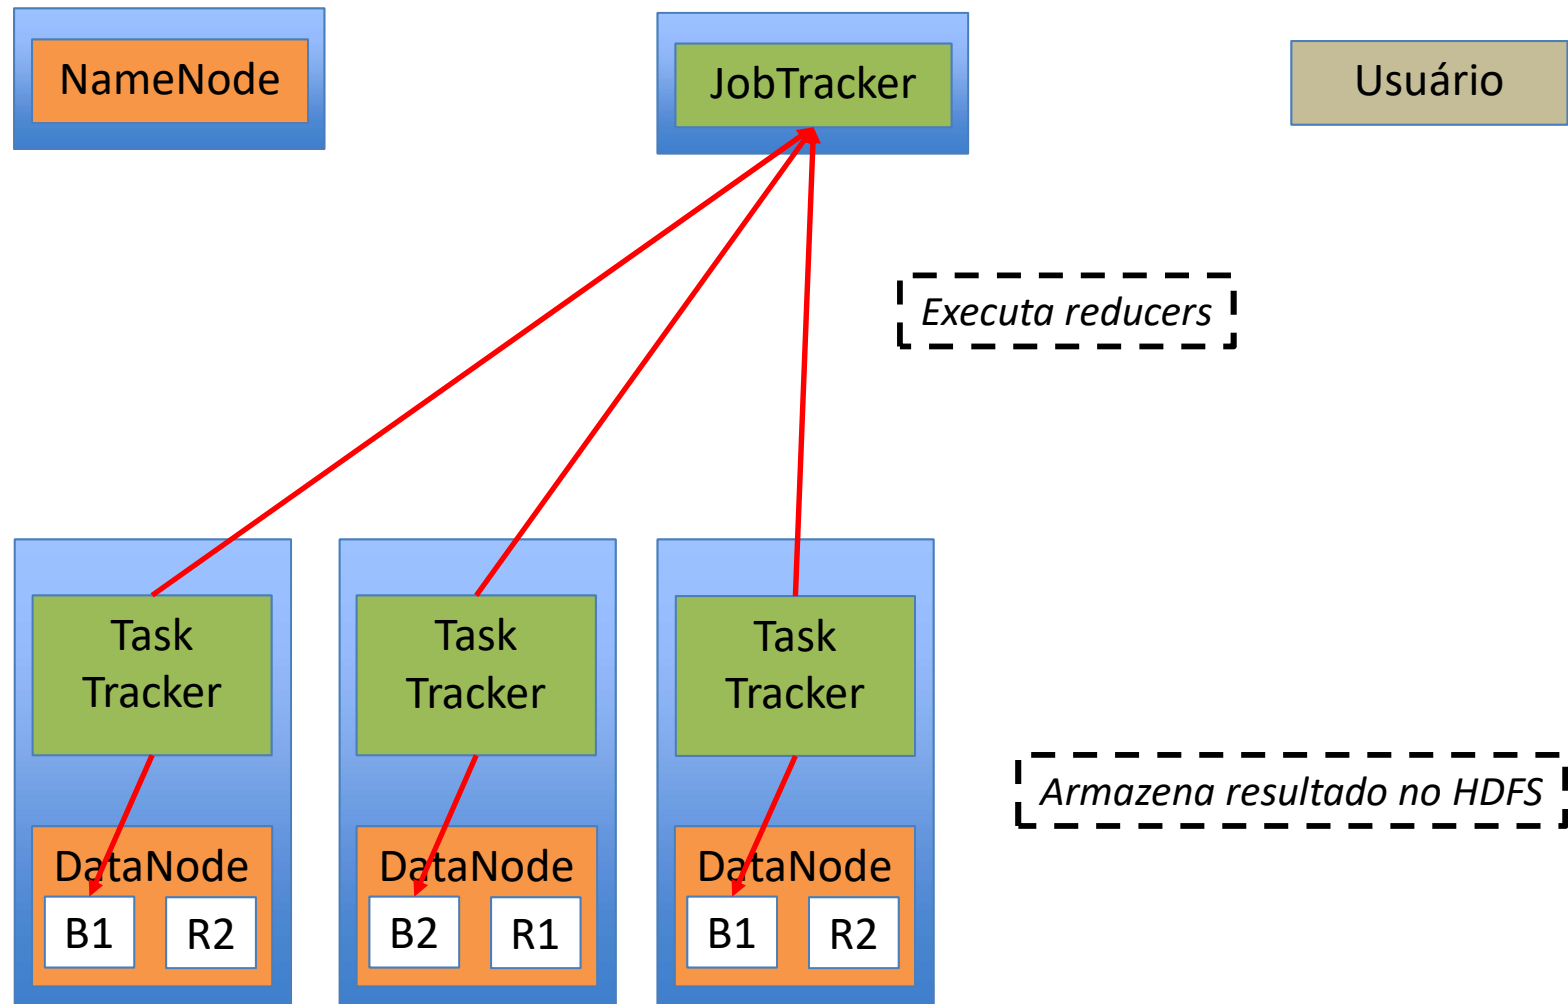 NameNode
JobTracker
Usuário
Executa reducers
Task
Tracker
Task
Tracker
Task
Tracker
Armazena resultado no HDFS
DataNode
B1 R2
DataNode
B2 R1
DataNode
B1 R2